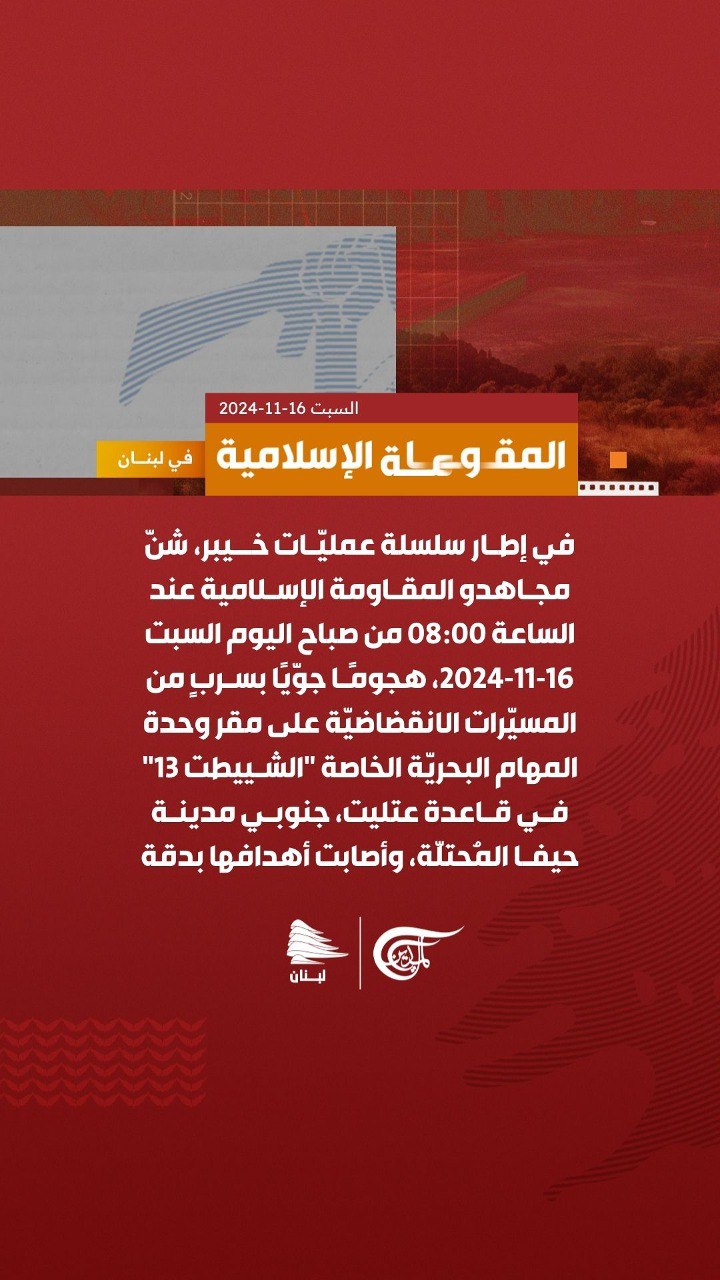 السبت 16-11-2024
الإسلامية
في لبنان
في إطار سلسلة عمليّات خيبر، شنّ
مجاهدو المقاومة الإسلامية عند
الساعة 08:00 من صباح اليوم السبت
16-11-2024، هجومًا جوّيًا بسربٍ من
المسيّرات الانقضاضيّة على مقر وحدة
المهام البحريّة الخاصة "الشييطت 13"
في قاعدة عتليت، جنوبي مدينة
حيفا المُحتلّة، وأصابت أهدافها بدقة
الميادين
لبنان